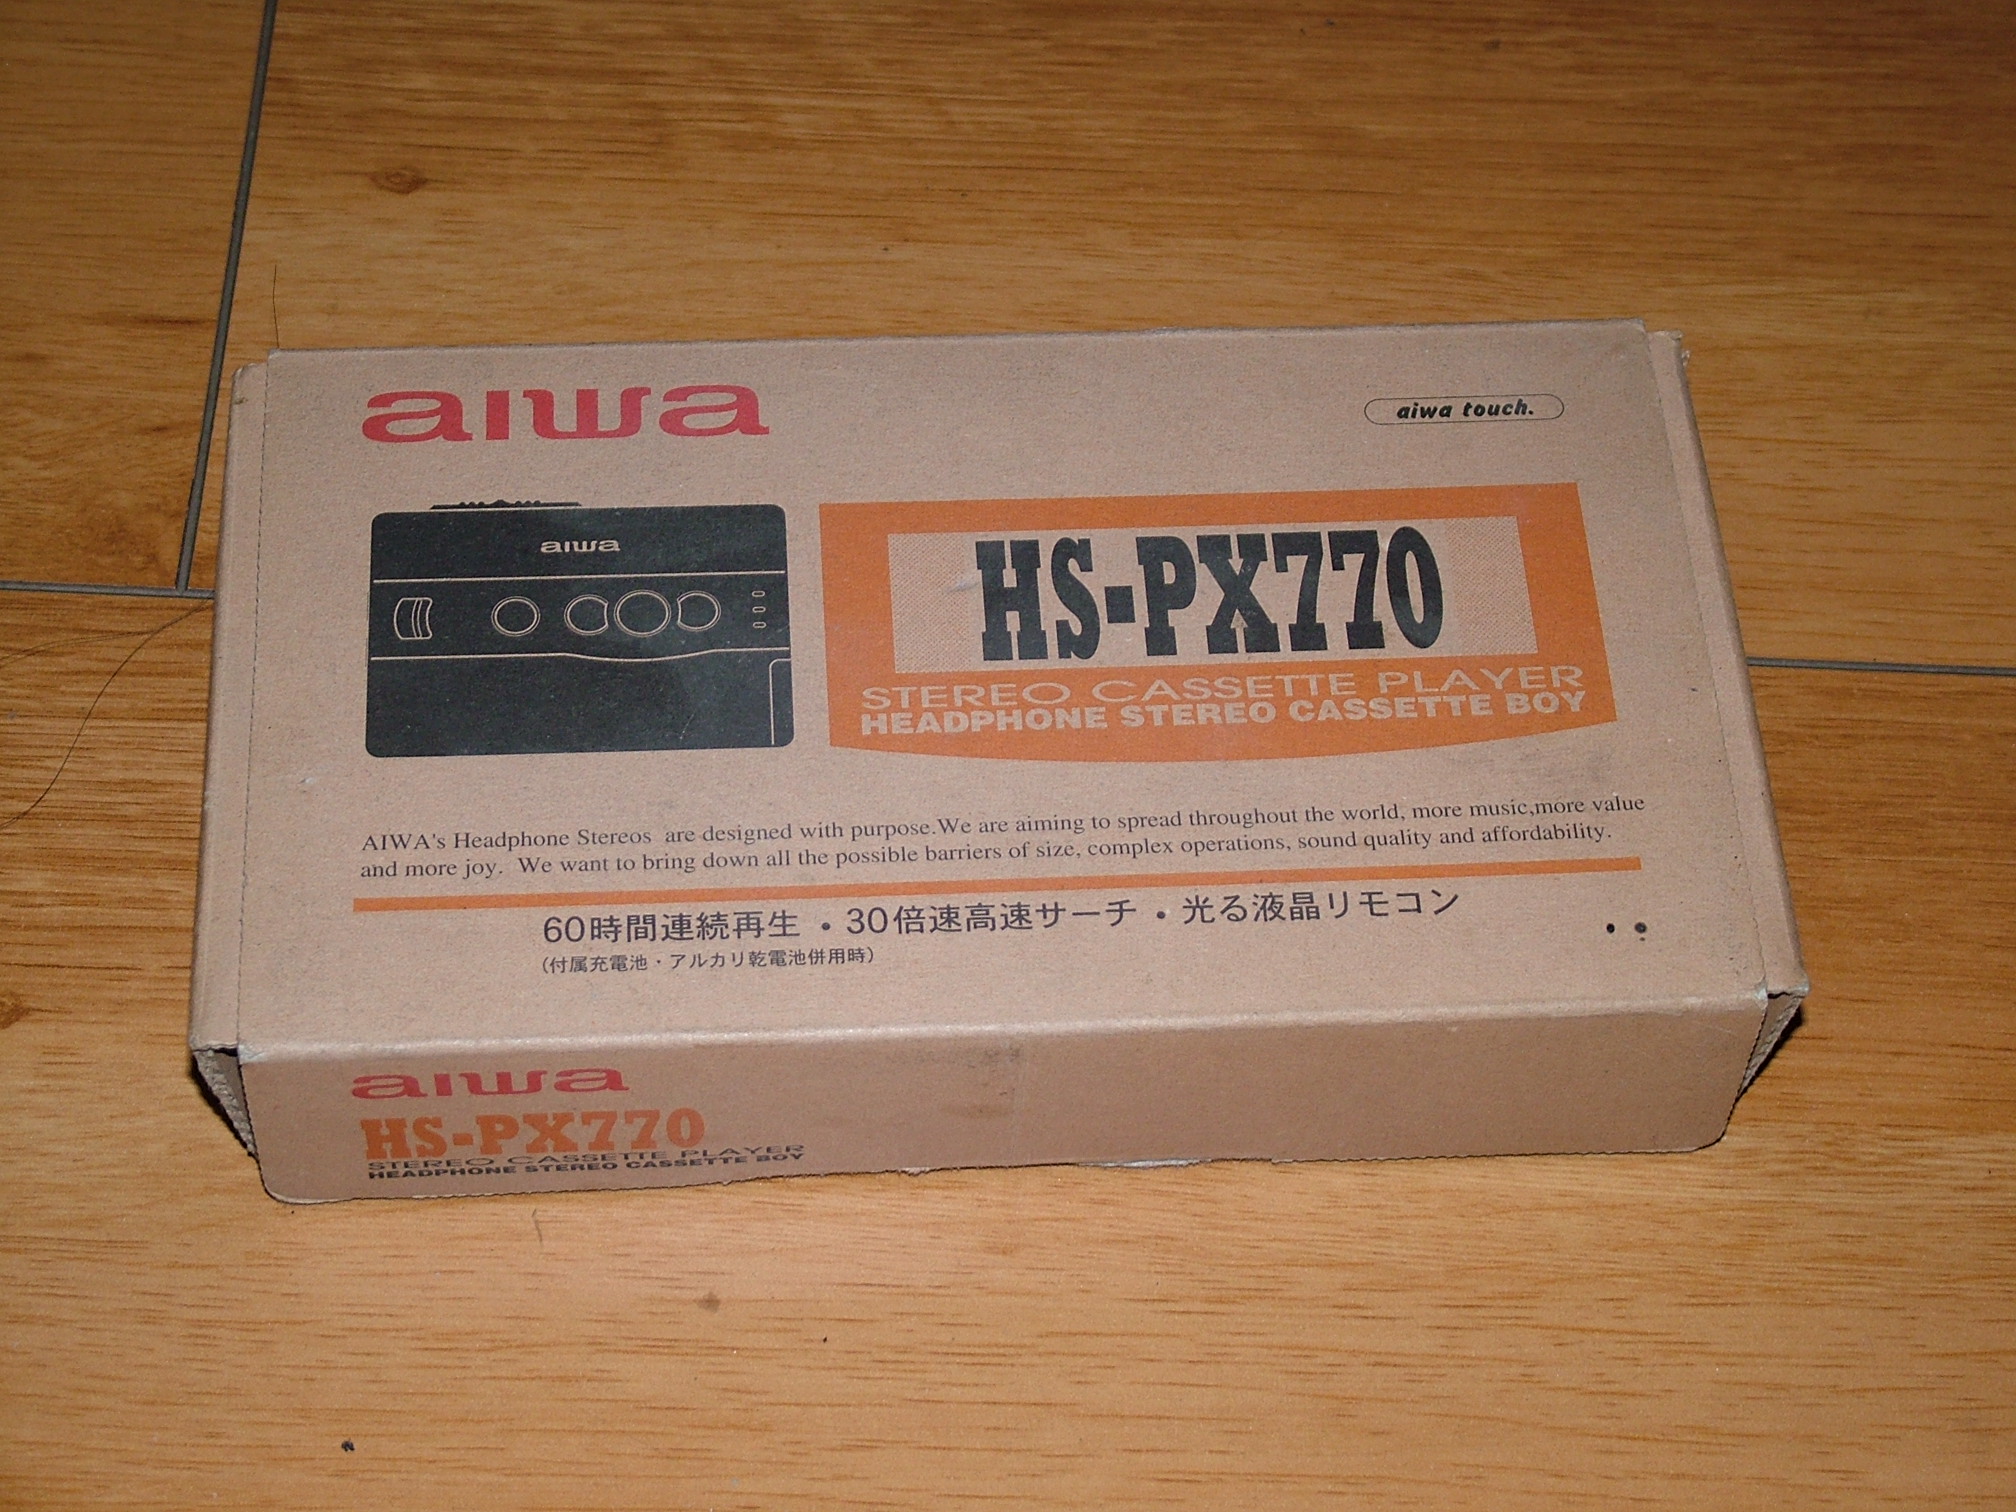 aiwa
aiwa touch.
aiwa
HS-PX770
STEREO CASSETTE PLAYER
HEADPHONE STEREO CASSETTE BOY
AIWA's Headphone Stereos are designed with purpose.We are aiming to spread throughout the world, more music,more value
and more joy. We want to bring down all the possible barriers of size, complex operations, sound quality and affordability.
60時間連続再生・30倍速高速サーチ・光る液晶リモコン
(付属充電池・アルカリ乾電池併用時)
aiwa
HS-PX770
STEREO CASSETTE PLAYER
HEADPHONE STEREO CASSETTE BOY